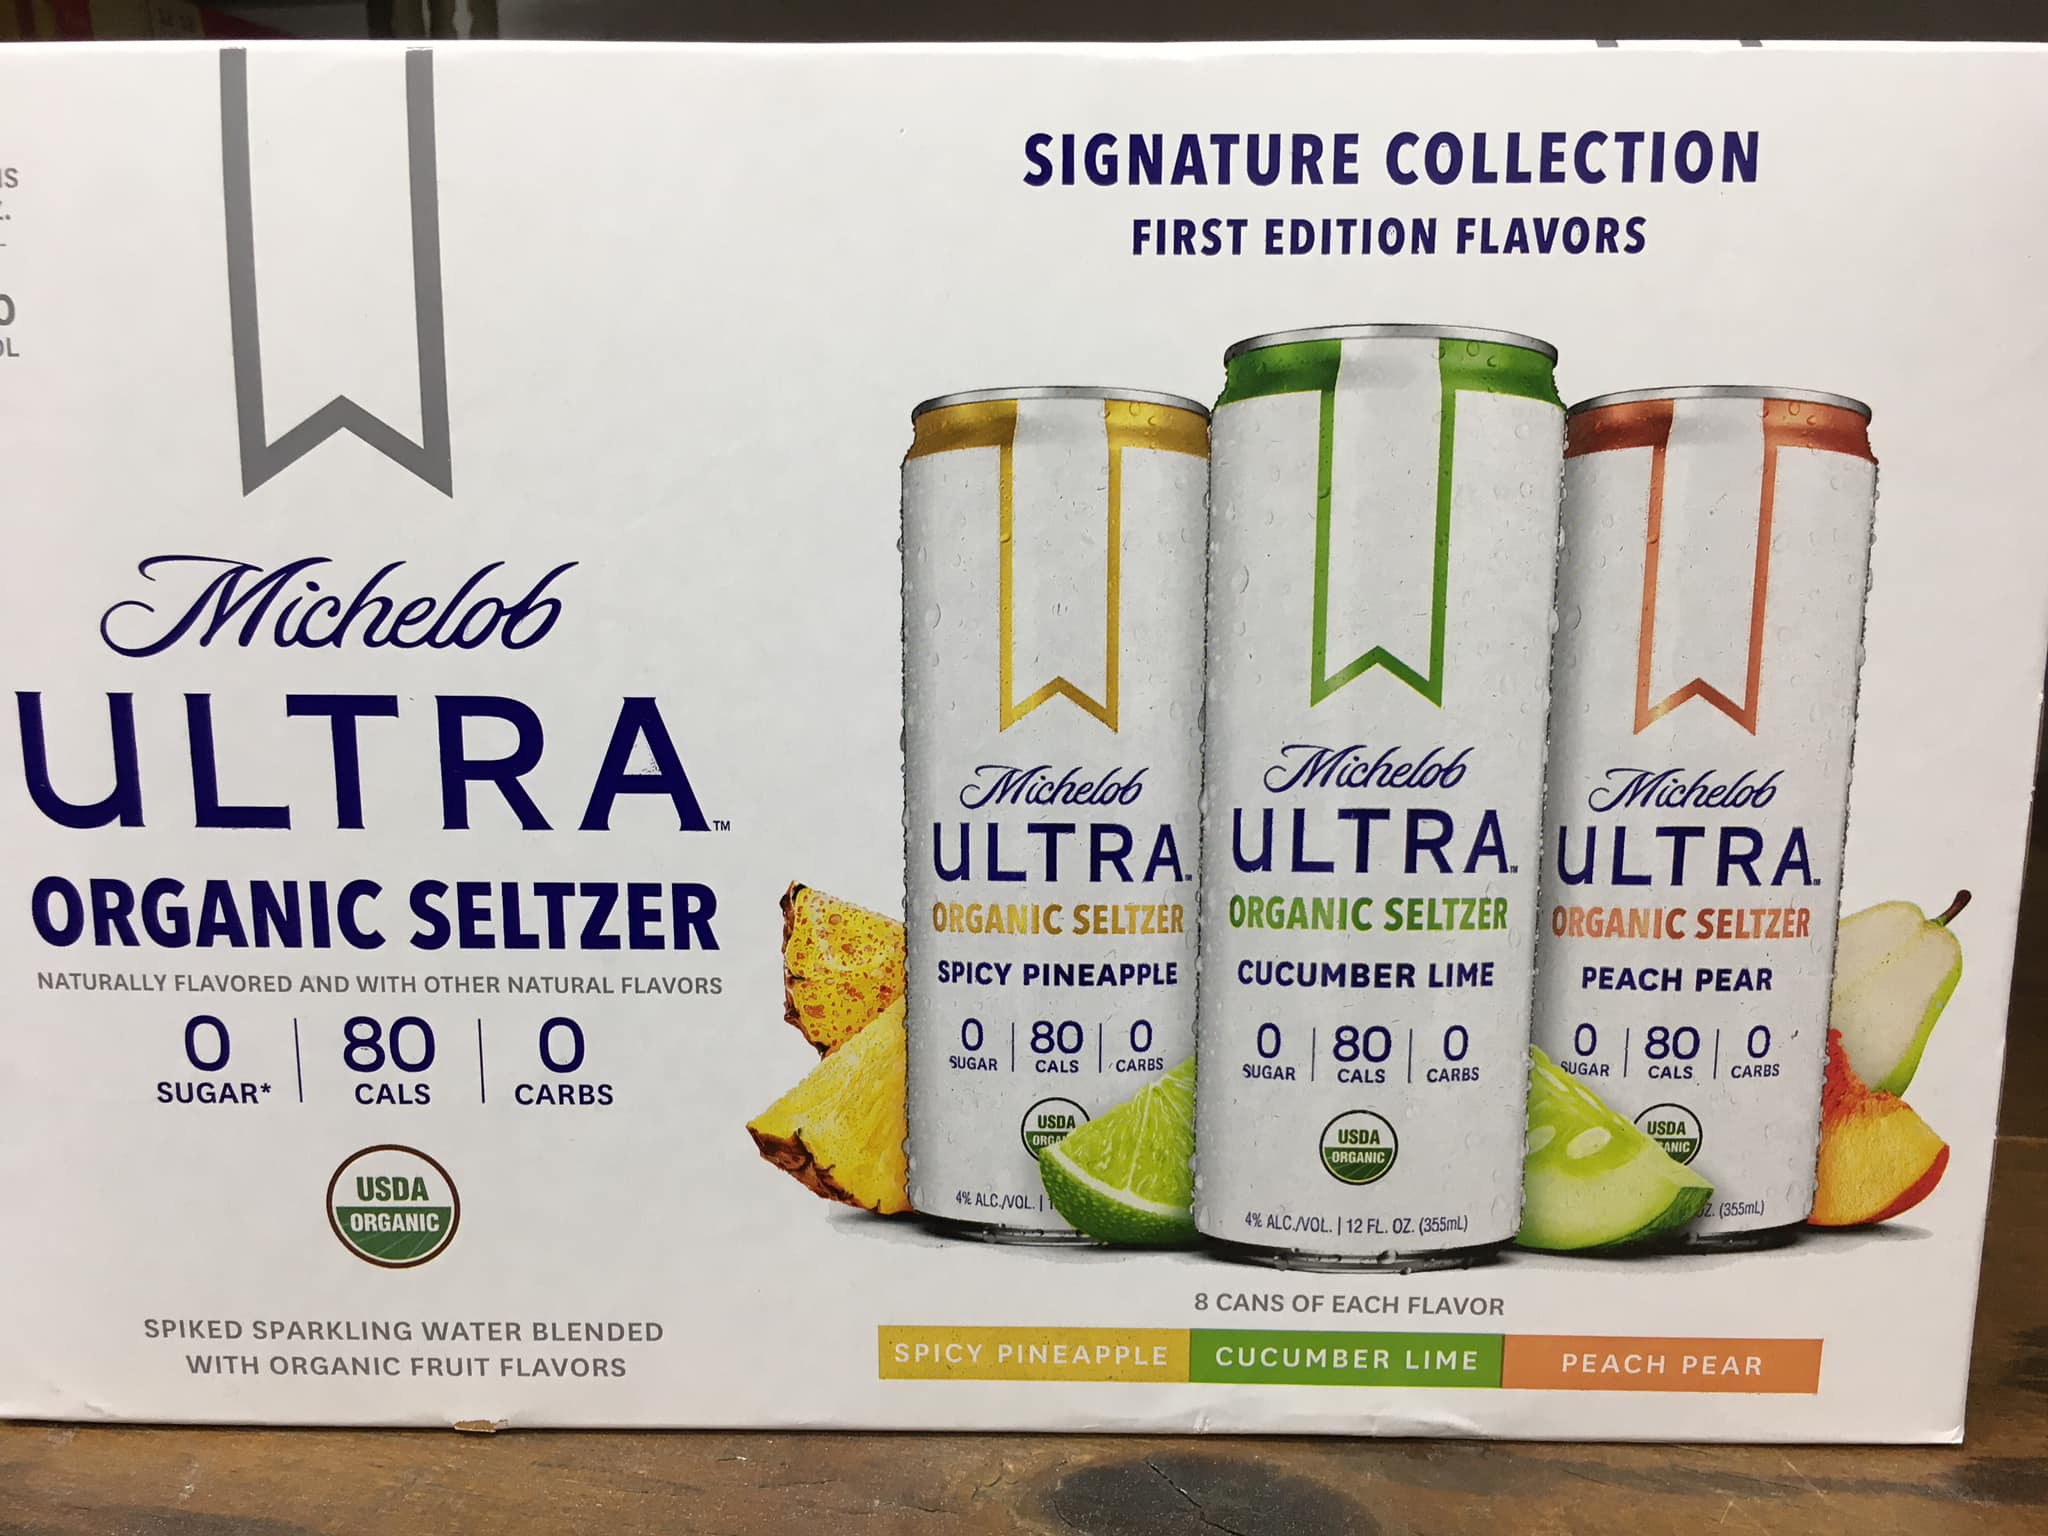 Michelob
ULTRA™
ORGANIC SELTZER
NATURALLY FLAVORED AND WITH OTHER NATURAL FLAVORS
0 80 0
SUGAR* CALS CARBS
USDA
ORGANIC
SPIKED SPARKLING WATER BLENDED
WITH ORGANIC FRUIT FLAVORS
SIGNATURE COLLECTION
FIRST EDITION FLAVORS
Michelob
ULTRA
ORGANIC SELTZER
SPICY PINEAPPLE
0 80 0
SUGAR CALS CARBS
USDA
4% ALC./VOL. |
Michelob
ULTRA
ORGANIC SELTZER
CUCUMBER LIME
0 80 0
SUGAR CALS CARBS
USDA
ORGANIC
4% ALC./VOL. | 12 FL. OZ. (355mL)
Michelob
ULTRA
ORGANIC SELTZER
PEACH PEAR
0 80 0
SUGAR CALS CARBS
USDA
OZ. (355mL)
8 CANS OF EACH FLAVOR
SPICY PINEAPPLE CUCUMBER LIME PEACH PEAR